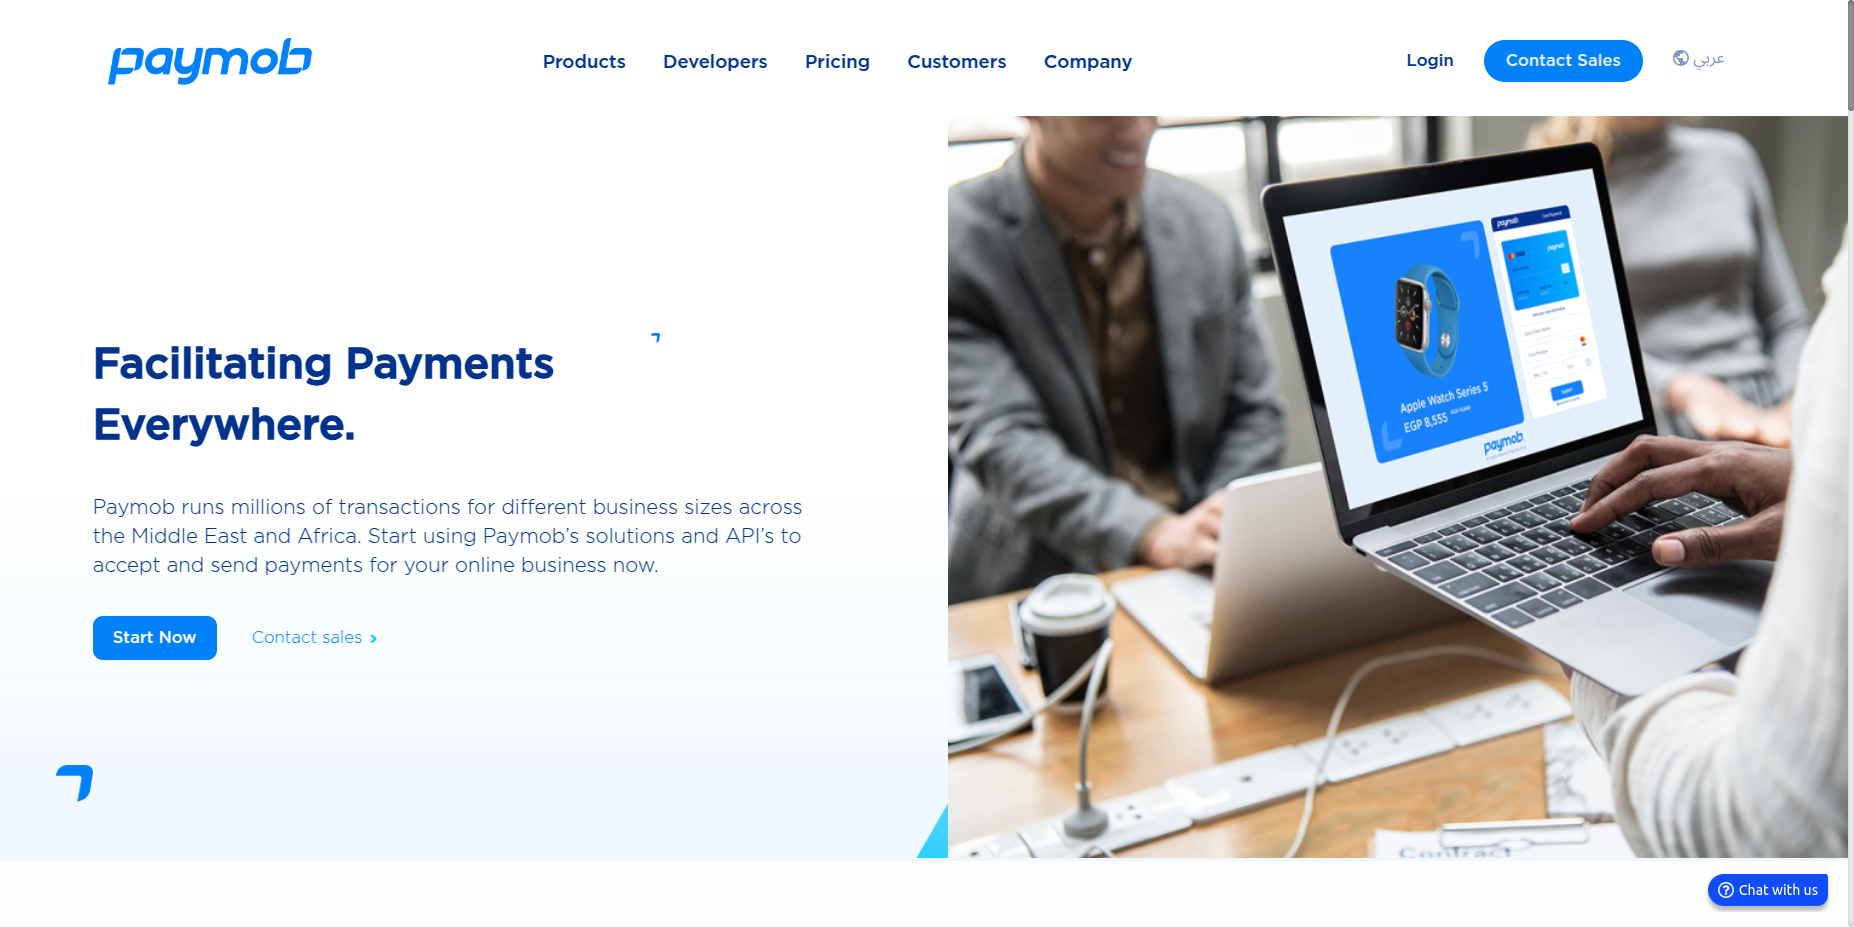 paymob
Products
Developers
Pricing
Customers
Company
Login
Contact Sales
عربي
Facilitating Payments
Everywhere.
Paymob runs millions of transactions for different business sizes across
the Middle East and Africa. Start using Paymob’s solutions and API’s to
accept and send payments for your online business now.
Start Now
Contact sales
paymob
VISA
paymob
Apple Watch Series 5
EGP 8,555
paymob
Contract
Chat with us